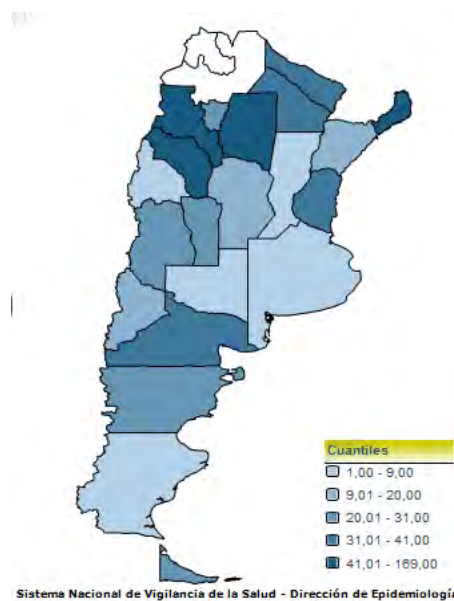 Cuantiles
1,00 - 9,00
9,01 - 20,00
20,01 - 31,00
31,01 - 41,00
41,01 - 169,00
Sistema Nacional de Vigilancia de la Salud - Dirección de Epidemiología